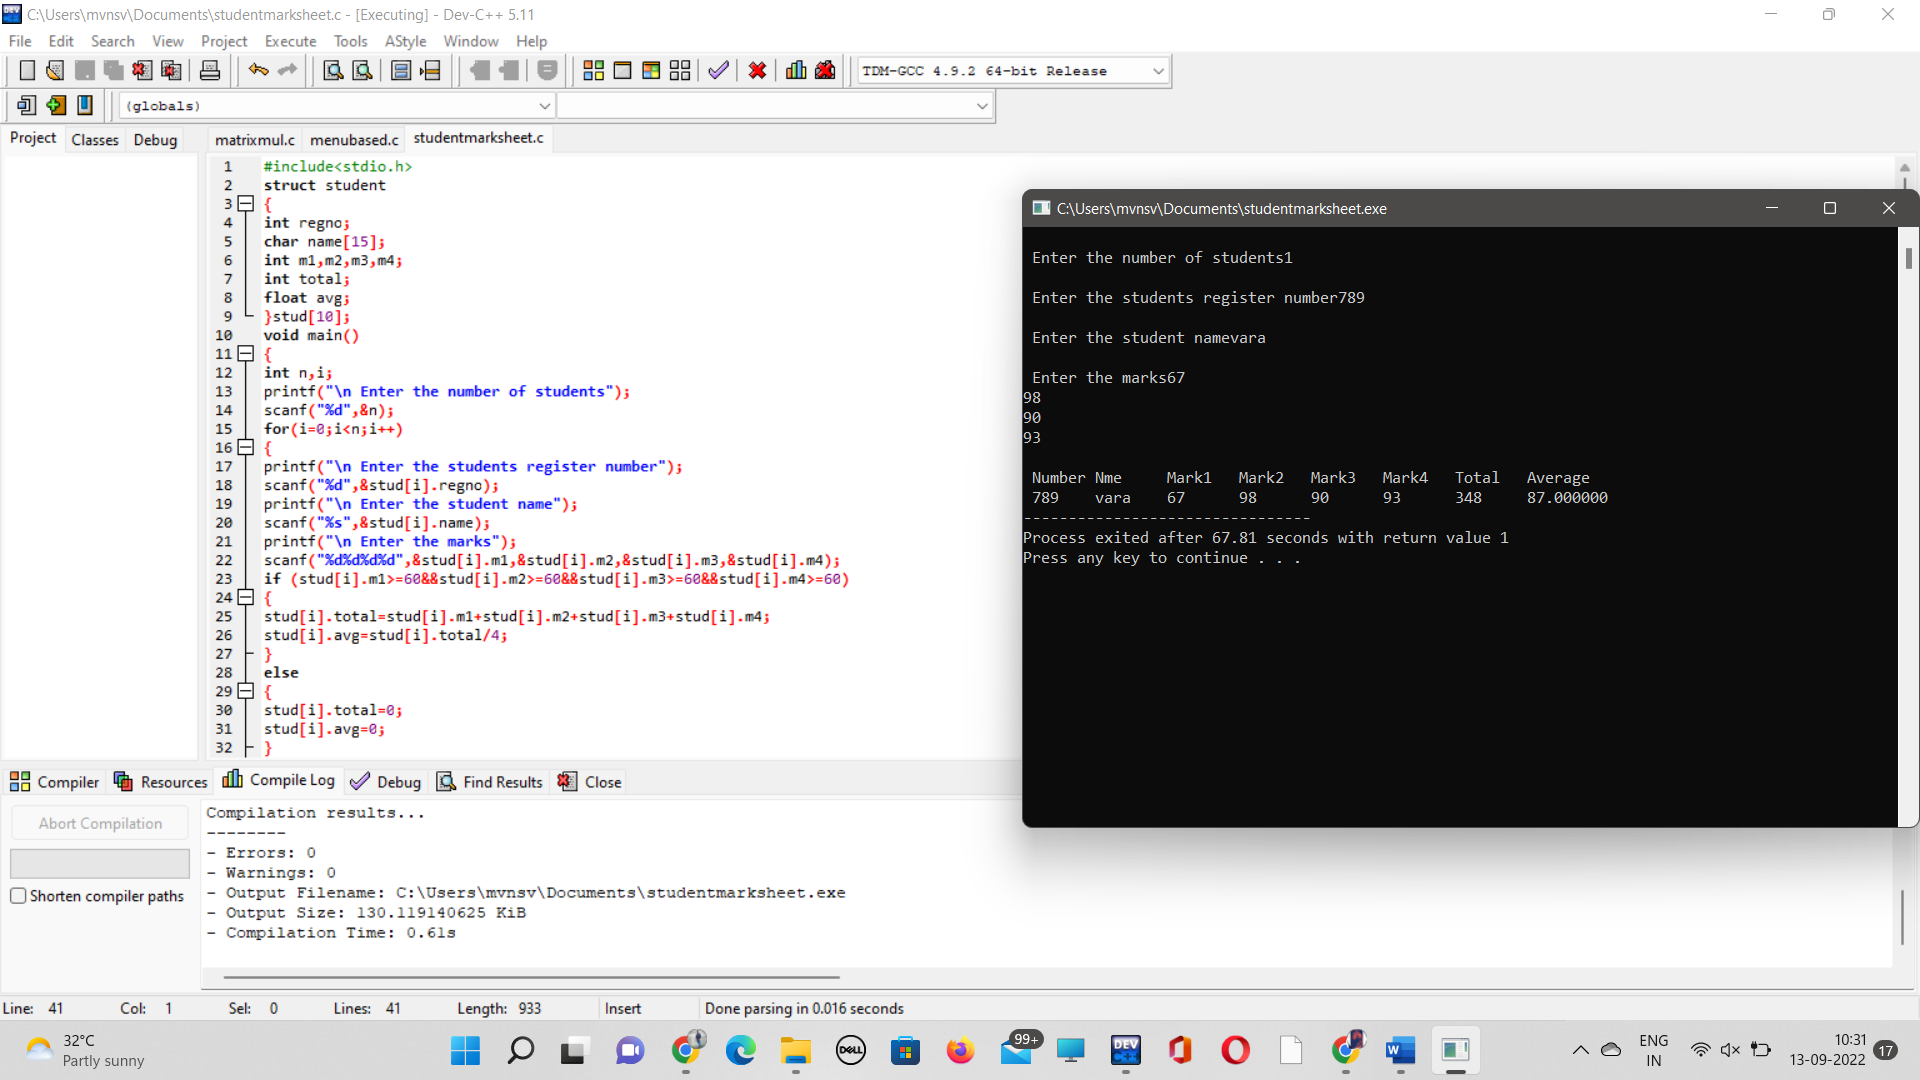 C:\Users\mvnsv\Documents\studentmarksheet.c - [Executing] - Dev-C++ 5.11
File Edit Search View Project Execute Tools AStyle Window Help
TDM-GCC 4.9.2 64-bit Release
(globals)
Project Classes Debug
matrixmul.c menubased.c studentmarksheet.c
1 #include<stdio.h>
2 struct student
3 {
4 int regno;
5 char name[15];
6 int m1,m2,m3,m4;
7 int total;
8 float avg;
9 }stud[10];
10 void main()
11 {
12 int n,i;
13 printf("\n Enter the number of students");
14 scanf("%d",&n);
15 for(i=0;i<n;i++)
16 {
17 printf("\n Enter the students register number");
18 scanf("%d",&stud[i].regno);
19 printf("\n Enter the student name");
20 scanf("%s",&stud[i].name);
21 printf("\n Enter the marks");
22 scanf("%d%d%d%d",&stud[i].m1,&stud[i].m2,&stud[i].m3,&stud[i].m4);
23 if (stud[i].m1>=60&&stud[i].m2>=60&&stud[i].m3>=60&&stud[i].m4>=60)
24 {
25 stud[i].total=stud[i].m1+stud[i].m2+stud[i].m3+stud[i].m4;
26 stud[i].avg=stud[i].total/4;
27 }
28 else
29 {
30 stud[i].total=0;
31 stud[i].avg=0;
32 }
C:\Users\mvnsv\Documents\studentmarksheet.exe
Enter the number of students1
Enter the students register number789
Enter the student namevara
Enter the marks67
98
90
93
Number Nme Mark1 Mark2 Mark3 Mark4 Total Average
789 vara 67 98 90 93 348 87.000000
--------------------------------
Process exited after 67.81 seconds with return value 1
Press any key to continue . . .
Compiler Resources Compile Log Debug Find Results Close
Abort Compilation
Shorten compiler paths
Compilation results...
--------
- Errors: 0
- Warnings: 0
- Output Filename: C:\Users\mvnsv\Documents\studentmarksheet.exe
- Output Size: 130.119140625 KiB
- Compilation Time: 0.61s
Line: 41 Col: 1 Sel: 0 Lines: 41 Length: 933 Insert Done parsing in 0.016 seconds
32°C
Partly sunny
DELL
99+
DEV
C++
W
ENG
IN
10:31
13-09-2022
17